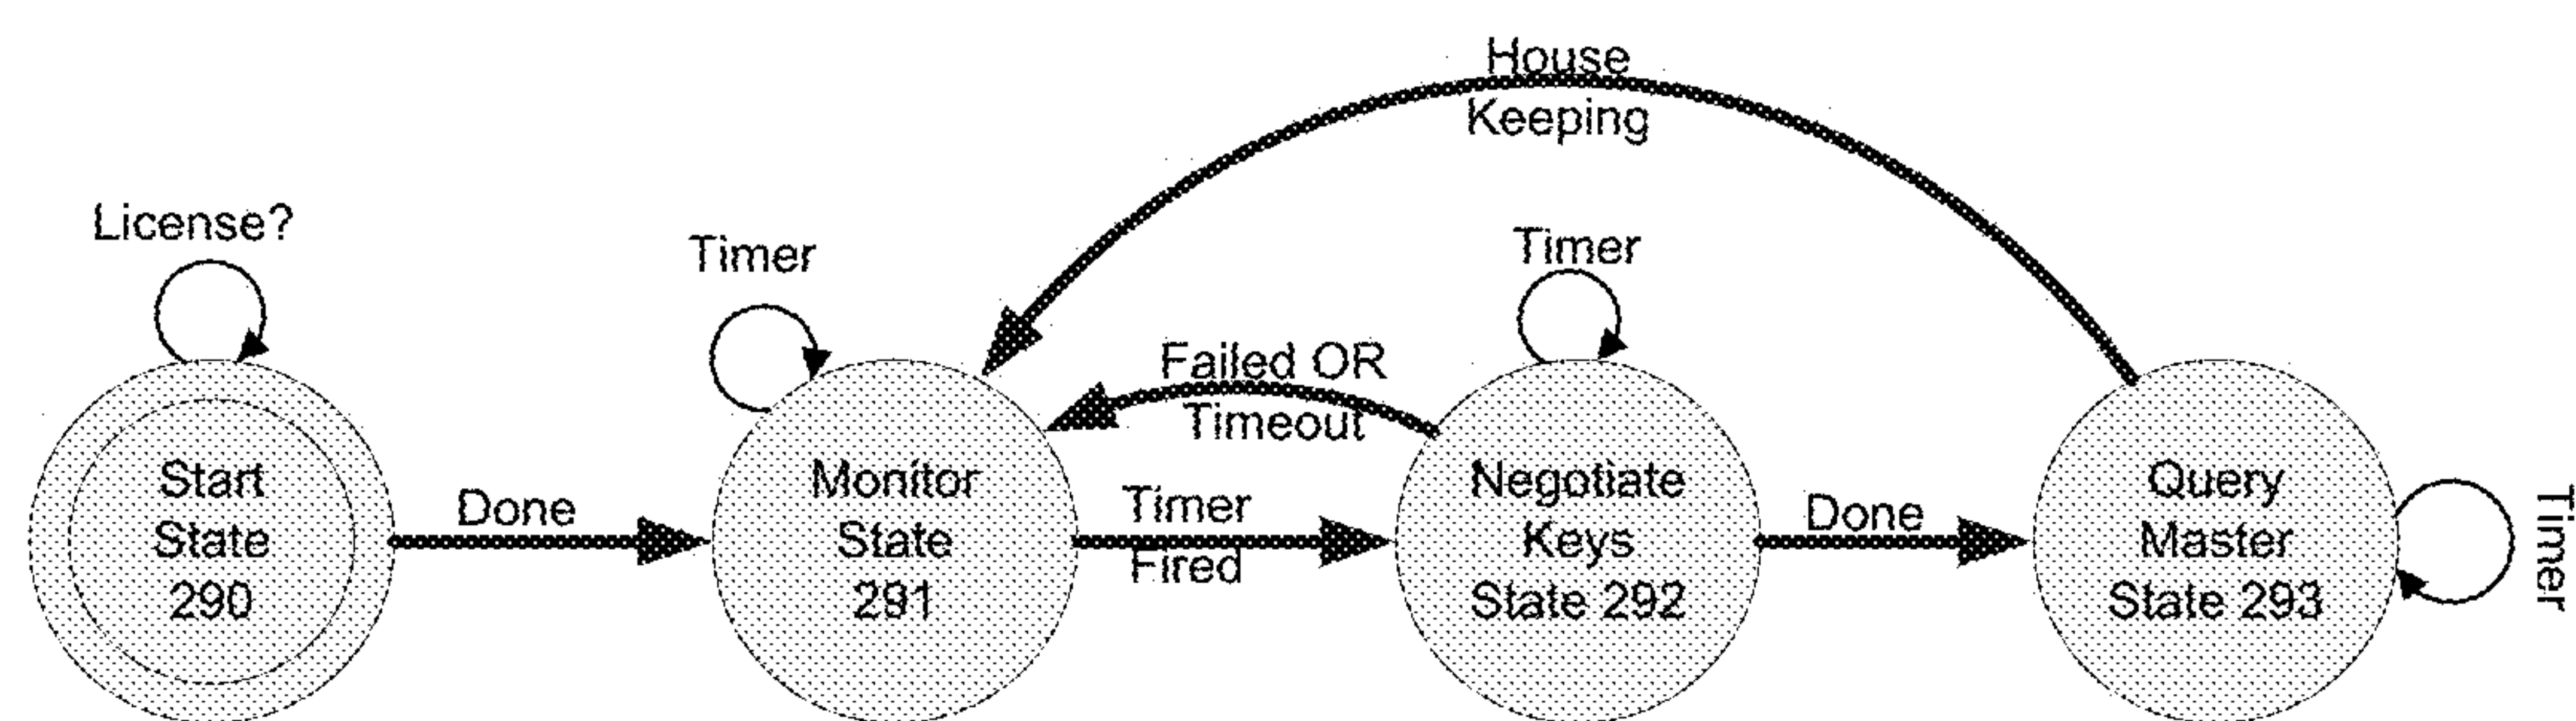 House
Keeping
License?
Timer
Timer
Failed OR
Timeout
Start
State
290
Done
Monitor
State
291
Timer
Fired
Negotiate
Keys
State 292
Done
Query
Master
State 293
Timer